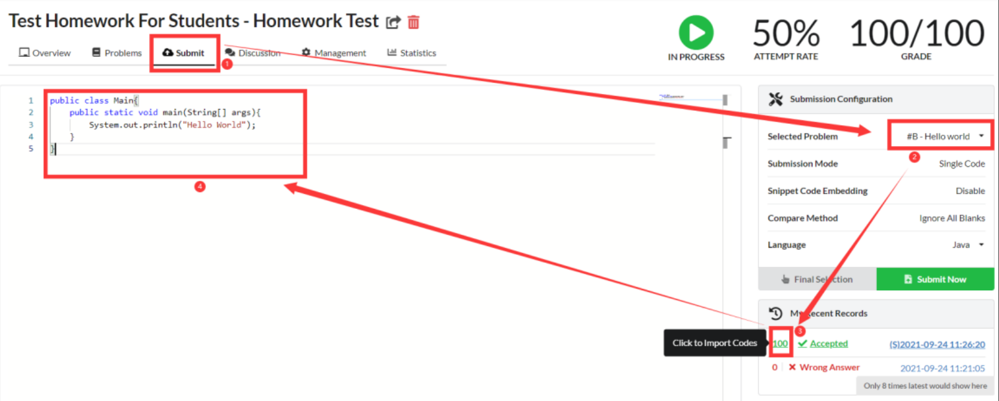 Test Homework For Students - Homework Test
Overview Problems Submit Discussion Management Statistics
1
IN PROGRESS
50%
ATTEMPT RATE
100/100
GRADE
1 public class Main{
2 public static void main(String[] args){
3 System.out.println("Hello World");
4 }
5 }
4
Submission Configuration
Selected Problem #B - Hello world
2
Submission Mode Single Code
Snippet Code Embedding Disable
Compare Method Ignore All Blanks
Language Java
Final Selection Submit Now
My Recent Records
3
Click to Import Codes
100 Accepted (S)2021-09-24 11:26:20
0 Wrong Answer 2021-09-24 11:21:05
Only 8 times latest would show here